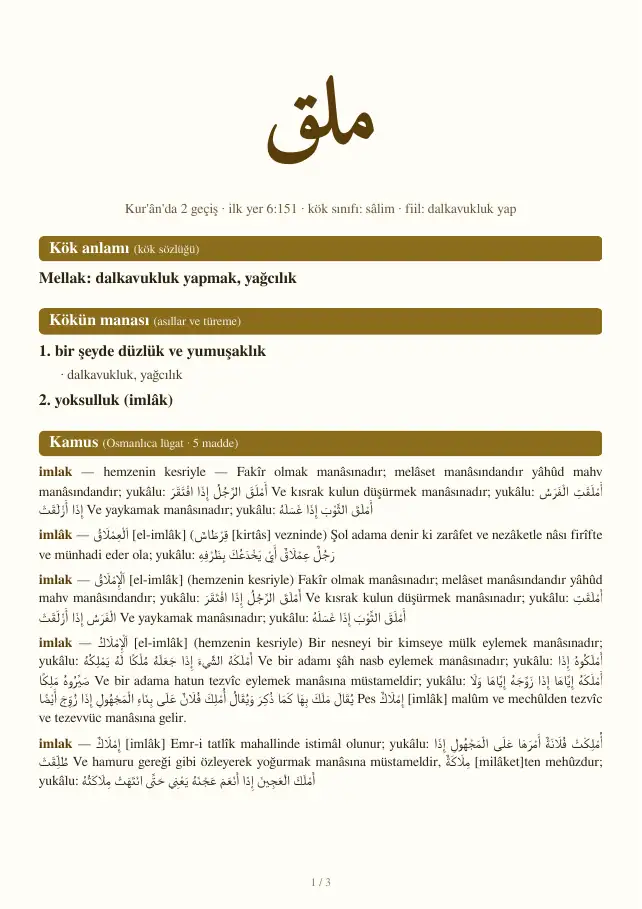 ملق
Kur'ân'da 2 geçiş · ilk yer 6:151 · kök sınıfı: sâlim · fiil: dalkavukluk yap
Kök anlamı (kök sözlüğü)
Mellak: dalkavukluk yapmak, yağcılık
Kökün manası (asıllar ve türeme)
1. bir şeyde düzlük ve yumuşaklık
· dalkavukluk, yağcılık
2. yoksulluk (imlâk)
Kamus (Osmanlıca lügat · 5 madde)
imlak — hemzenin kesriyle — Fakîr olmak manâsınadır; melâset manâsındandır yâhûd mahv
manâsındandır; yukâlu: أَمْلَقَ الرَّجُلُ إِذَا افْتَقَرَ Ve kısrak kulun düşürmek manâsınadır; yukâlu: أَمْلَقَتِ الْفَرَسُ
إِذَا أَزْلَقَتْ Ve yaykamak manâsınadır; yukâlu: أَمْلَقَ الثَّوْبَ إِذَا غَسَلَهُ
imlâk — اَلْعِمْلَاقُ [el-imlak] (قِرْطَاسٌ [kirtâs] vezninde) Şol adama denir ki zarâfet ve nezâketle nâsı firîfte
ve münhadi eder ola; yukâlu: رَجُلٌ عِمْلَاقٌ أَيْ يَخْدَعُكَ بِظَرْفِهِ
imlak — اَلْإِمْلَاقُ [el-imlâk] (hemzenin kesriyle) Fakîr olmak manâsınadır; melâset manâsındandır yâhûd
mahv manâsındandır; yukâlu: أَمْلَقَ الرَّجُلُ إِذَا افْتَقَرَ Ve kısrak kulun düşürmek manâsınadır; yukâlu: أَمْلَقَتِ
الْفَرَسُ إِذَا أَزْلَقَتْ Ve yaykamak manâsınadır; yukâlu: أَمْلَقَ الثَّوْبَ إِذَا غَسَلَهُ
imlak — اَلْإِمْلَاكُ [el-imlâk] (hemzenin kesriyle) Bir nesneyi bir kimseye mülk eylemek manâsınadır;
yukâlu: أَمْلَكَهُ الشَّيْءَ إِذَا جَعَلَهُ مُلْكًا لَهُ يَمْلِكُهُ Ve bir adamı şâh nasb eylemek manâsınadır; yukâlu: أَمْلَكُوهُ إِذَا
صَيَّرُوهُ مَلِكًا Ve bir adama hatun tezvîc eylemek manâsına müstameldir; yukâlu: أَمْلَكَهُ إِيَّاهَا إِذَا زَوَّجَهُ إِيَّاهَا وَلَا
يُقَالُ مَلَكَ بِهَا كَمَا ذُكِرَ وَيُقَالُ أُمْلِكَ فُلَانٌ عَلَى بِنَاءِ الْمَجْهُولِ إِذَا زُوِّجَ أَيْضًا Pes إِمْلَاكٌ [imlâk] malûm ve mechûlden tezvîc
ve tezevvüc manâsına gelir.
imlak — إِمْلَاكٌ [imlâk] Emr-i tatlîk mahallinde istimâl olunur; yukâlu: أُمْلِكَتْ فُلَانَةٌ أَمْرَهَا عَلَى الْمَجْهُولِ إِذَا
طُلِّقَتْ Ve hamuru gereği gibi özleyerek yoğurmak manâsına müstameldir, مِلَاكَةٌ [milâket]ten mehûzdur;
yukâlu: أَمْلَكَ الْعَجِينَ إِذَا أَنْعَمَ عَجْنَهُ يَعْنِي حَتَّى انْتَهَتْ مِلَاكَتُهُ
1 / 3